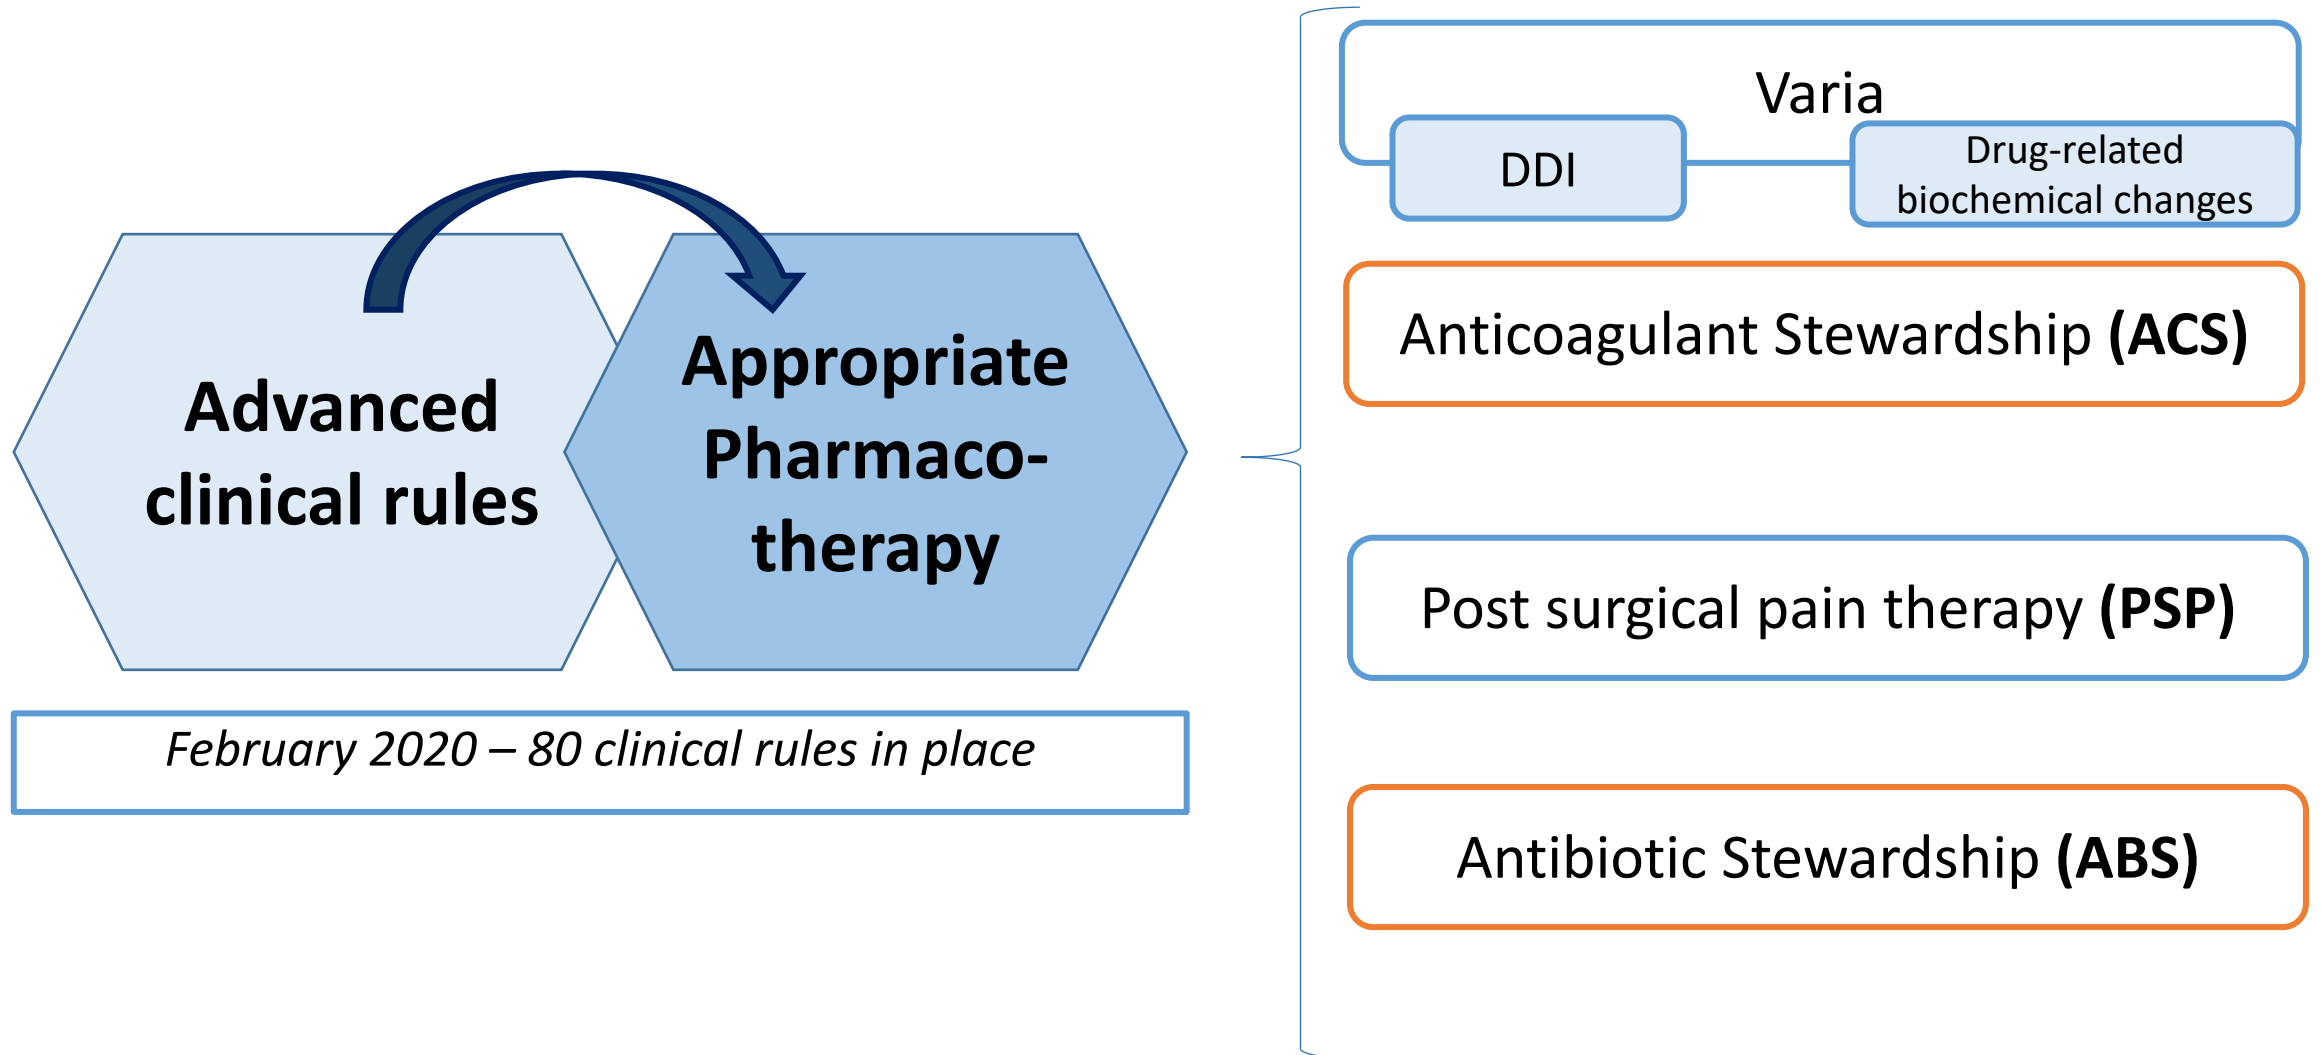 Advanced
clinical rules
Appropriate
Pharmaco-
therapy
February 2020 – 80 clinical rules in place
Varia
DDI
Drug-related
biochemical changes
Anticoagulant Stewardship (ACS)
Post surgical pain therapy (PSP)
Antibiotic Stewardship (ABS)